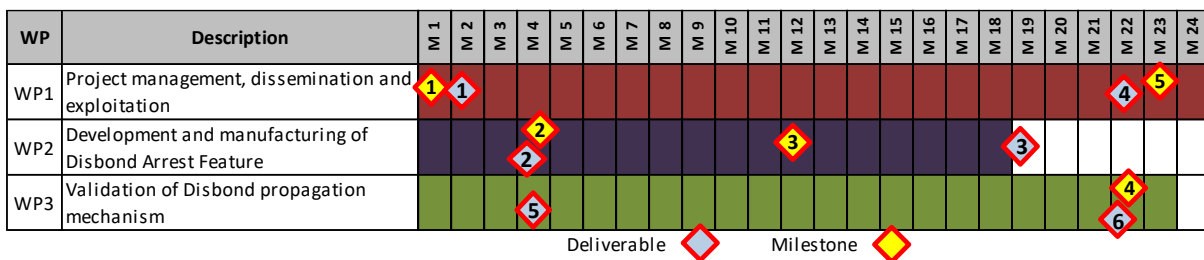 WP Description M 1 M 2 M 3 M 4 M 5 M 6 M 7 M 8 M 9 M 10 M 11 M 12 M 13 M 14 M 15 M 16 M 17 M 18 M 19 M 20 M 21 M 22 M 23 M 24
WP1 Project management, dissemination and exploitation 1 1 4 5
WP2 Development and manufacturing of Disbond Arrest Feature 2 2 3 3
WP3 Validation of Disbond propagation mechanism 5 4 6
Deliverable Milestone